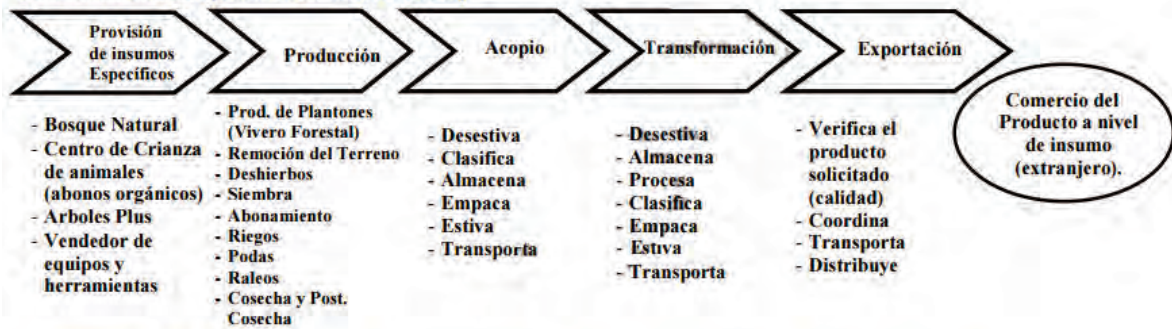 Provisión
de insumos
Específicos
- Bosque Natural
- Centro de Crianza
de animales
(abonos orgánicos)
- Arboles Plus
- Vendedor de
equipos y
herramientas
Producción
- Prod. de Plantones
(Vivero Forestal)
- Remoción del Terreno
- Deshierbos
- Siembra
- Abonamiento
- Riegos
- Podas
- Raleos
- Cosecha y Post.
Cosecha
Acopio
- Desestiva
- Clasifica
- Almacena
- Empaca
- Estiva
- Transporta
Transformación
- Desestiva
- Almacena
- Procesa
- Clasifica
- Empaca
- Estiva
- Transporta
Exportación
- Verifica el
producto
solicitado
(calidad)
- Coordina
- Transporta
- Distribuye
Comercio del
Producto a nivel
de insumo
(extranjero).